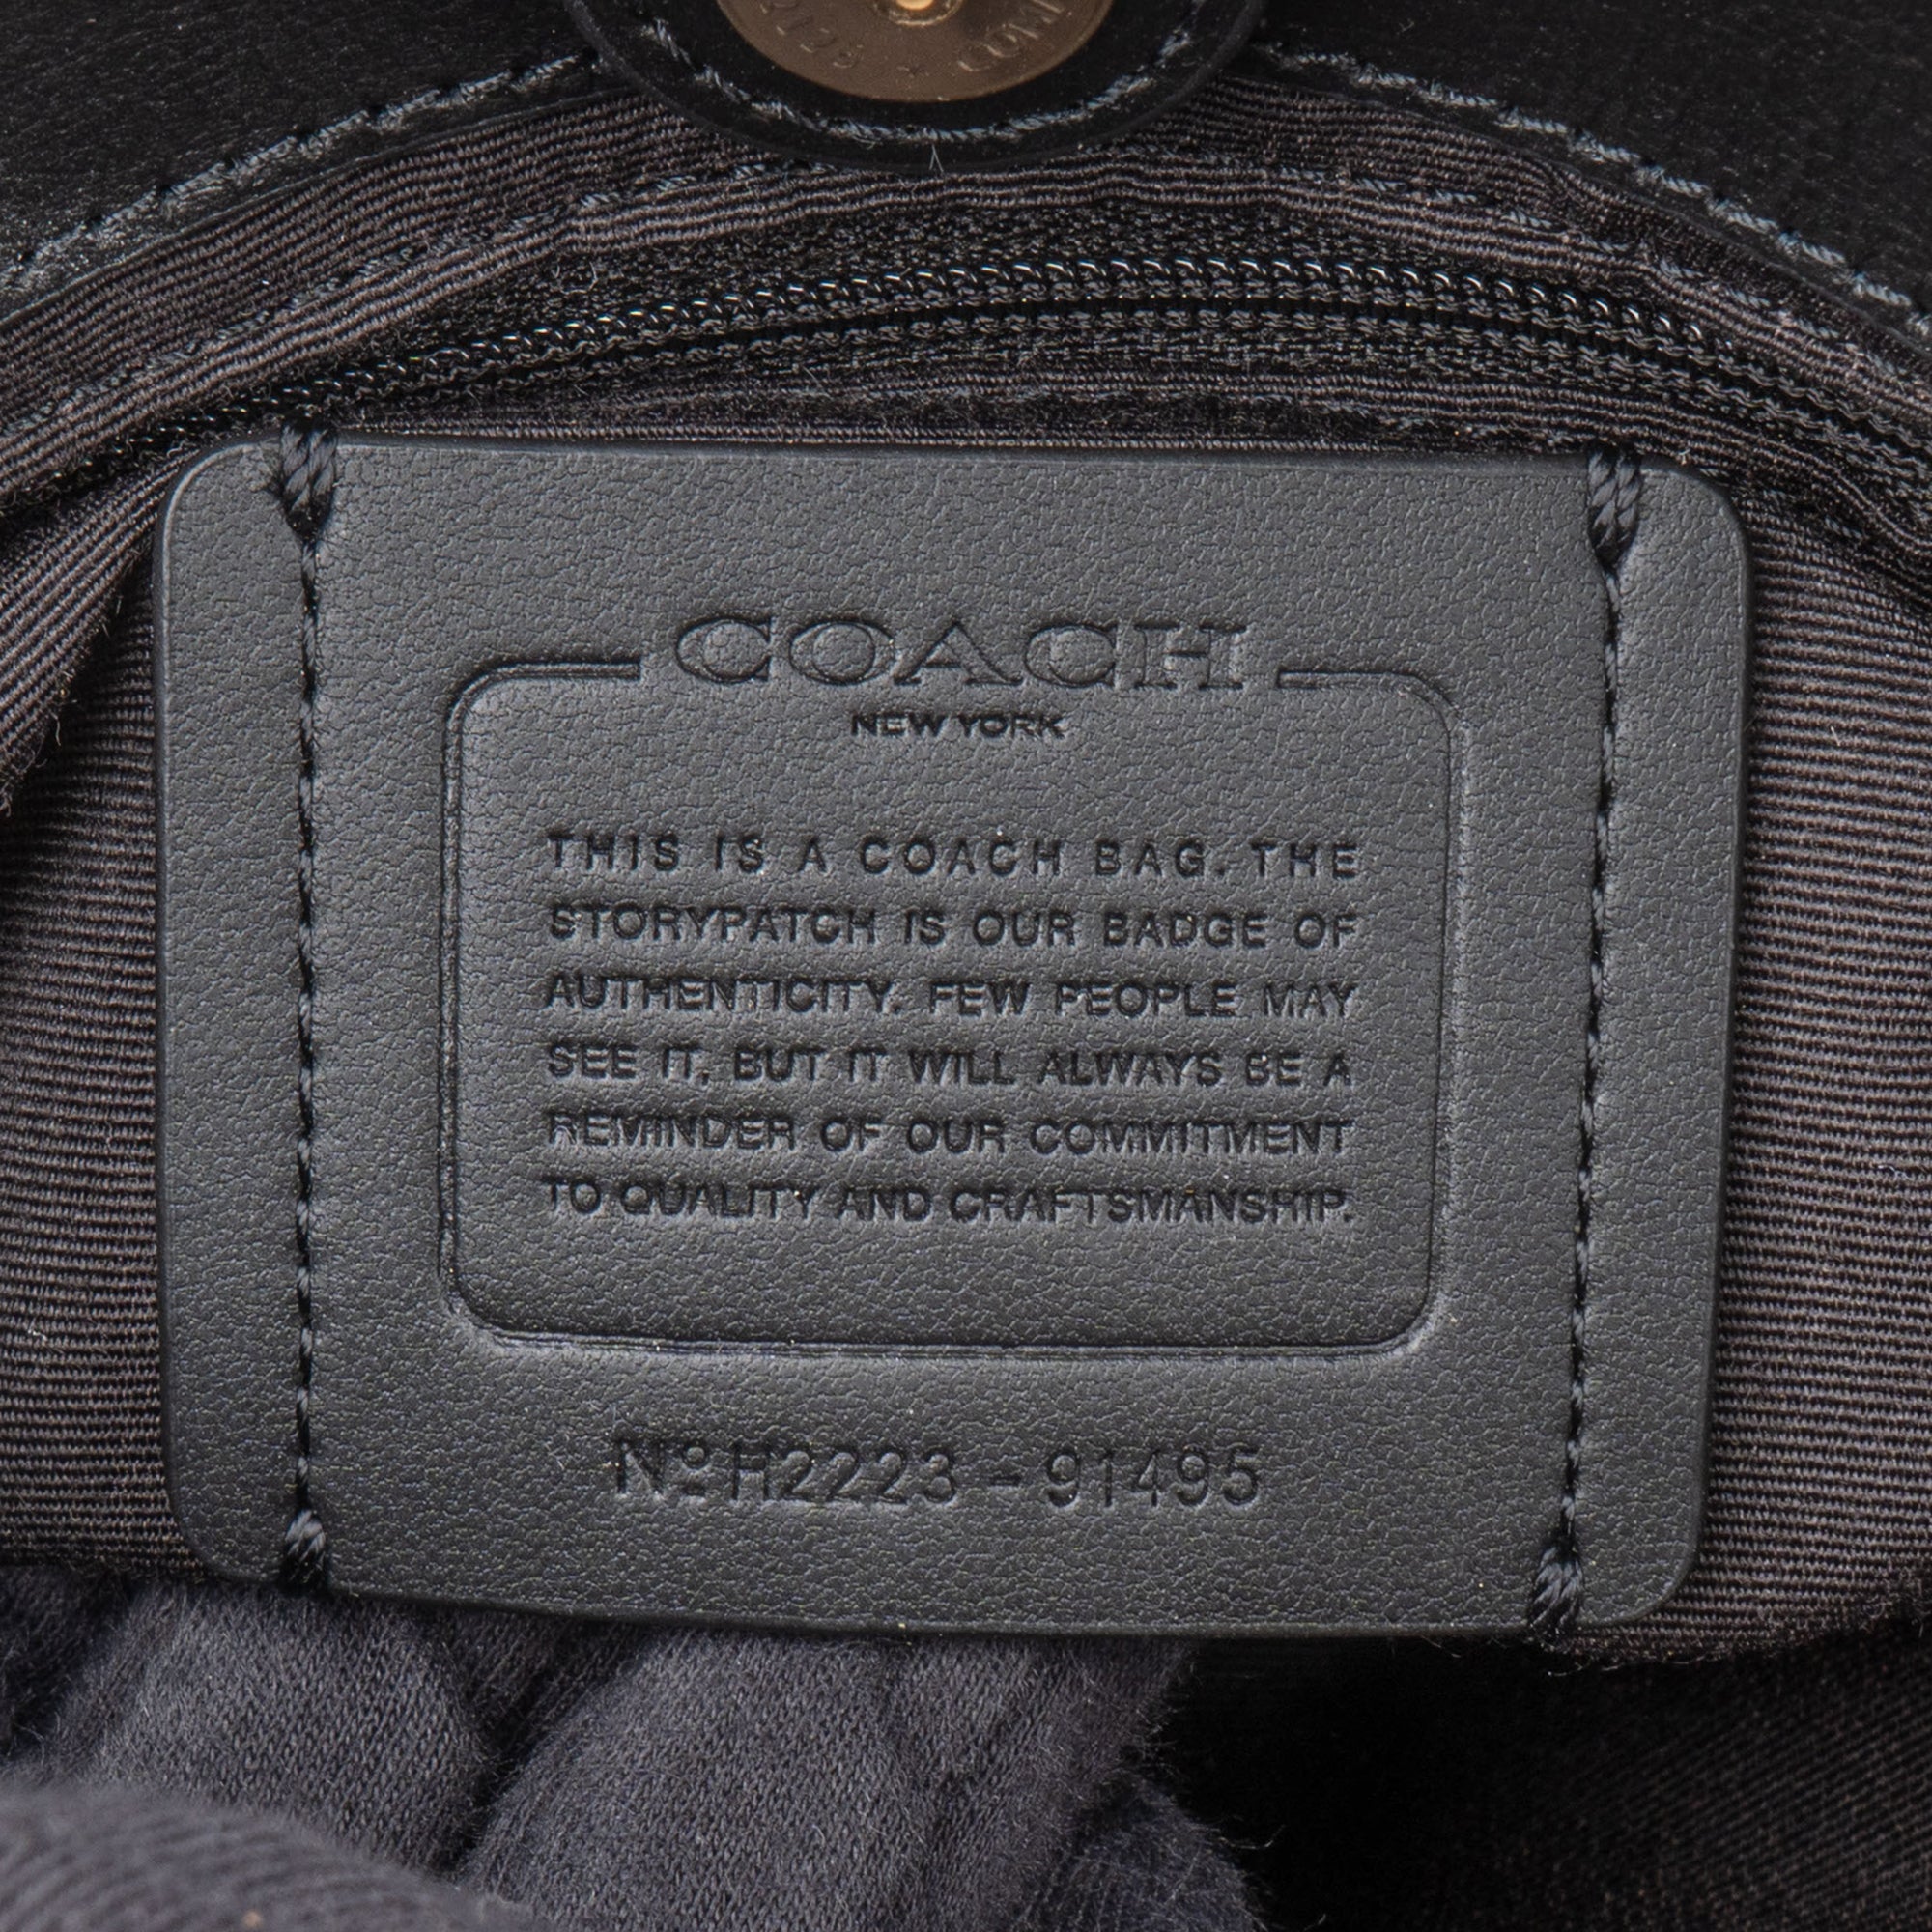 COACH
NEW YORK
THIS IS A COACH BAG. THE
STORYPATCH IS OUR BADGE OF
AUTHENTICITY. FEW PEOPLE MAY
SEE IT, BUT IT WILL ALWAYS BE A
REMINDER OF OUR COMMITMENT
TO QUALITY AND CRAFTSMANSHIP.
Nº H2223 - 91495